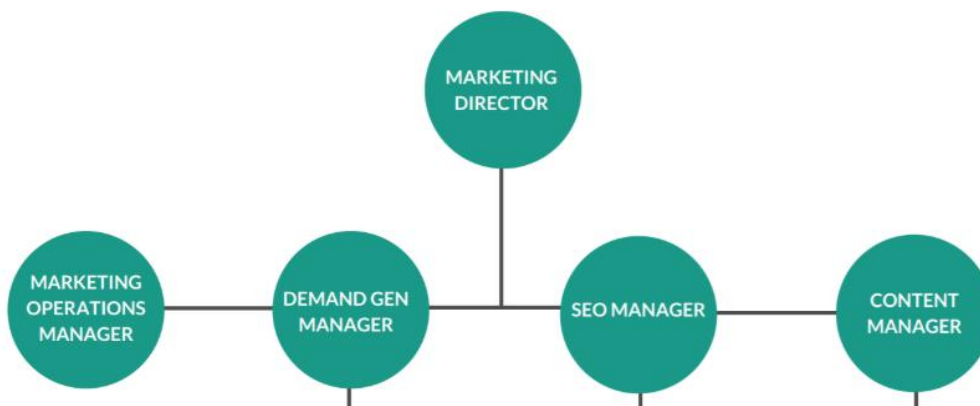 MARKETING
DIRECTOR
MARKETING
OPERATIONS
MANAGER
DEMAND GEN
MANAGER
SEO MANAGER
CONTENT
MANAGER